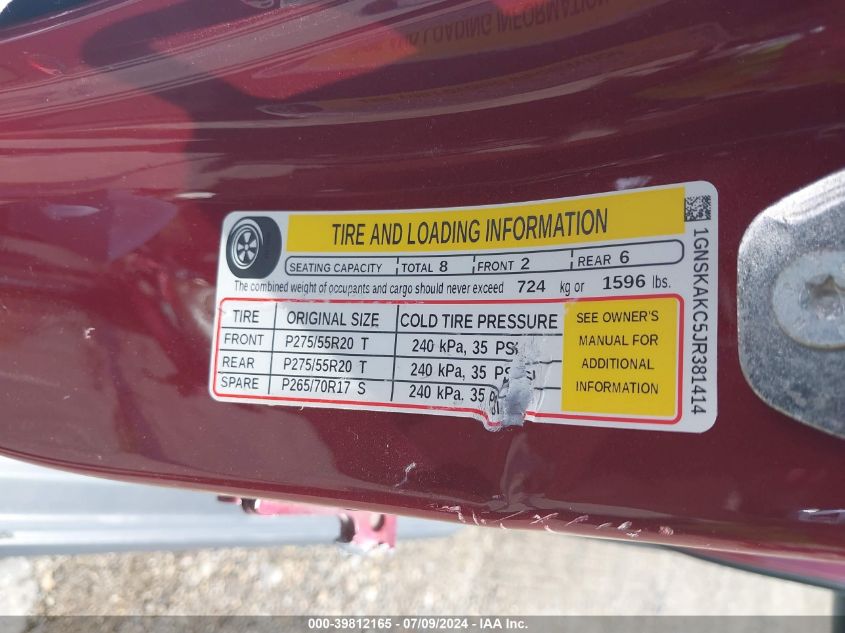 TIRE AND LOADING INFORMATION
SEATING CAPACITY TOTAL 8 FRONT 2 REAR 6
The combined weight of occupants and cargo should never exceed 724 kg or 1596 lbs.
TIRE ORIGINAL SIZE COLD TIRE PRESSURE
FRONT P275/55R20 T 240 kPa, 35 PSI
REAR P275/55R20 T 240 kPa, 35 PSI
SPARE P265/70R17 S 240 kPa, 35
SEE OWNER'S
MANUAL FOR
ADDITIONAL
INFORMATION
1GNSKAKC5JR381414
000-39812165 - 07/09/2024 - IAA Inc.